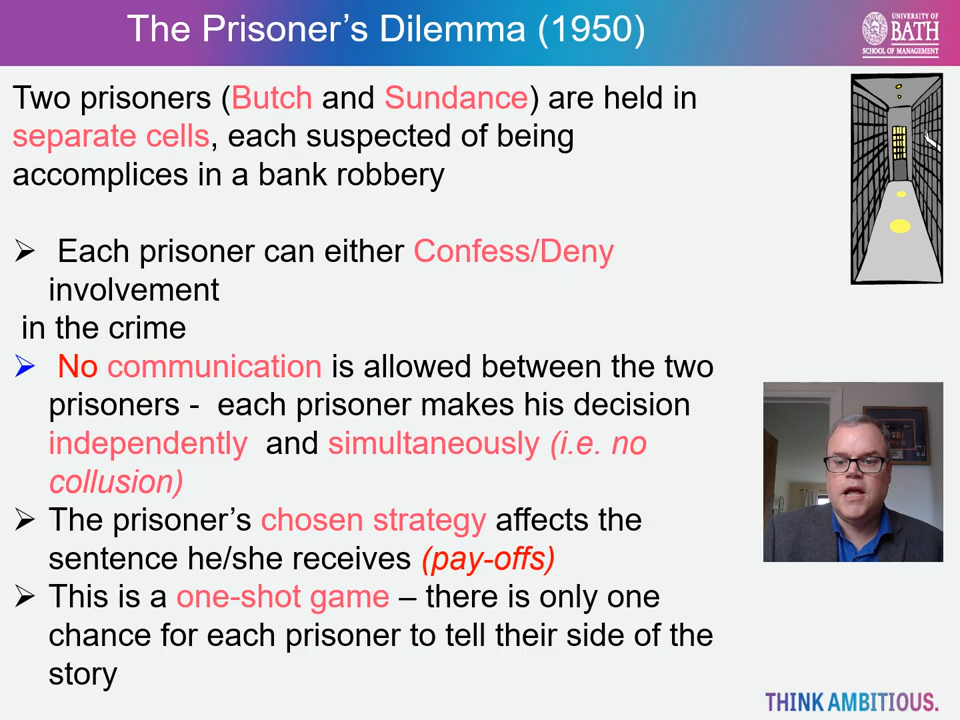 The Prisoner's Dilemma (1950)
UNIVERSITY OF
BATH
SCHOOL OF MANAGEMENT
Two prisoners (Butch and Sundance) are held in
separate cells, each suspected of being
accomplices in a bank robbery
➢ Each prisoner can either Confess/Deny
involvement
in the crime
➢ No communication is allowed between the two
prisoners - each prisoner makes his decision
independently and simultaneously (i.e. no
collusion)
➢ The prisoner's chosen strategy affects the
sentence he/she receives (pay-offs)
➢ This is a one-shot game – there is only one
chance for each prisoner to tell their side of the
story
THINK AMBITIOUS.